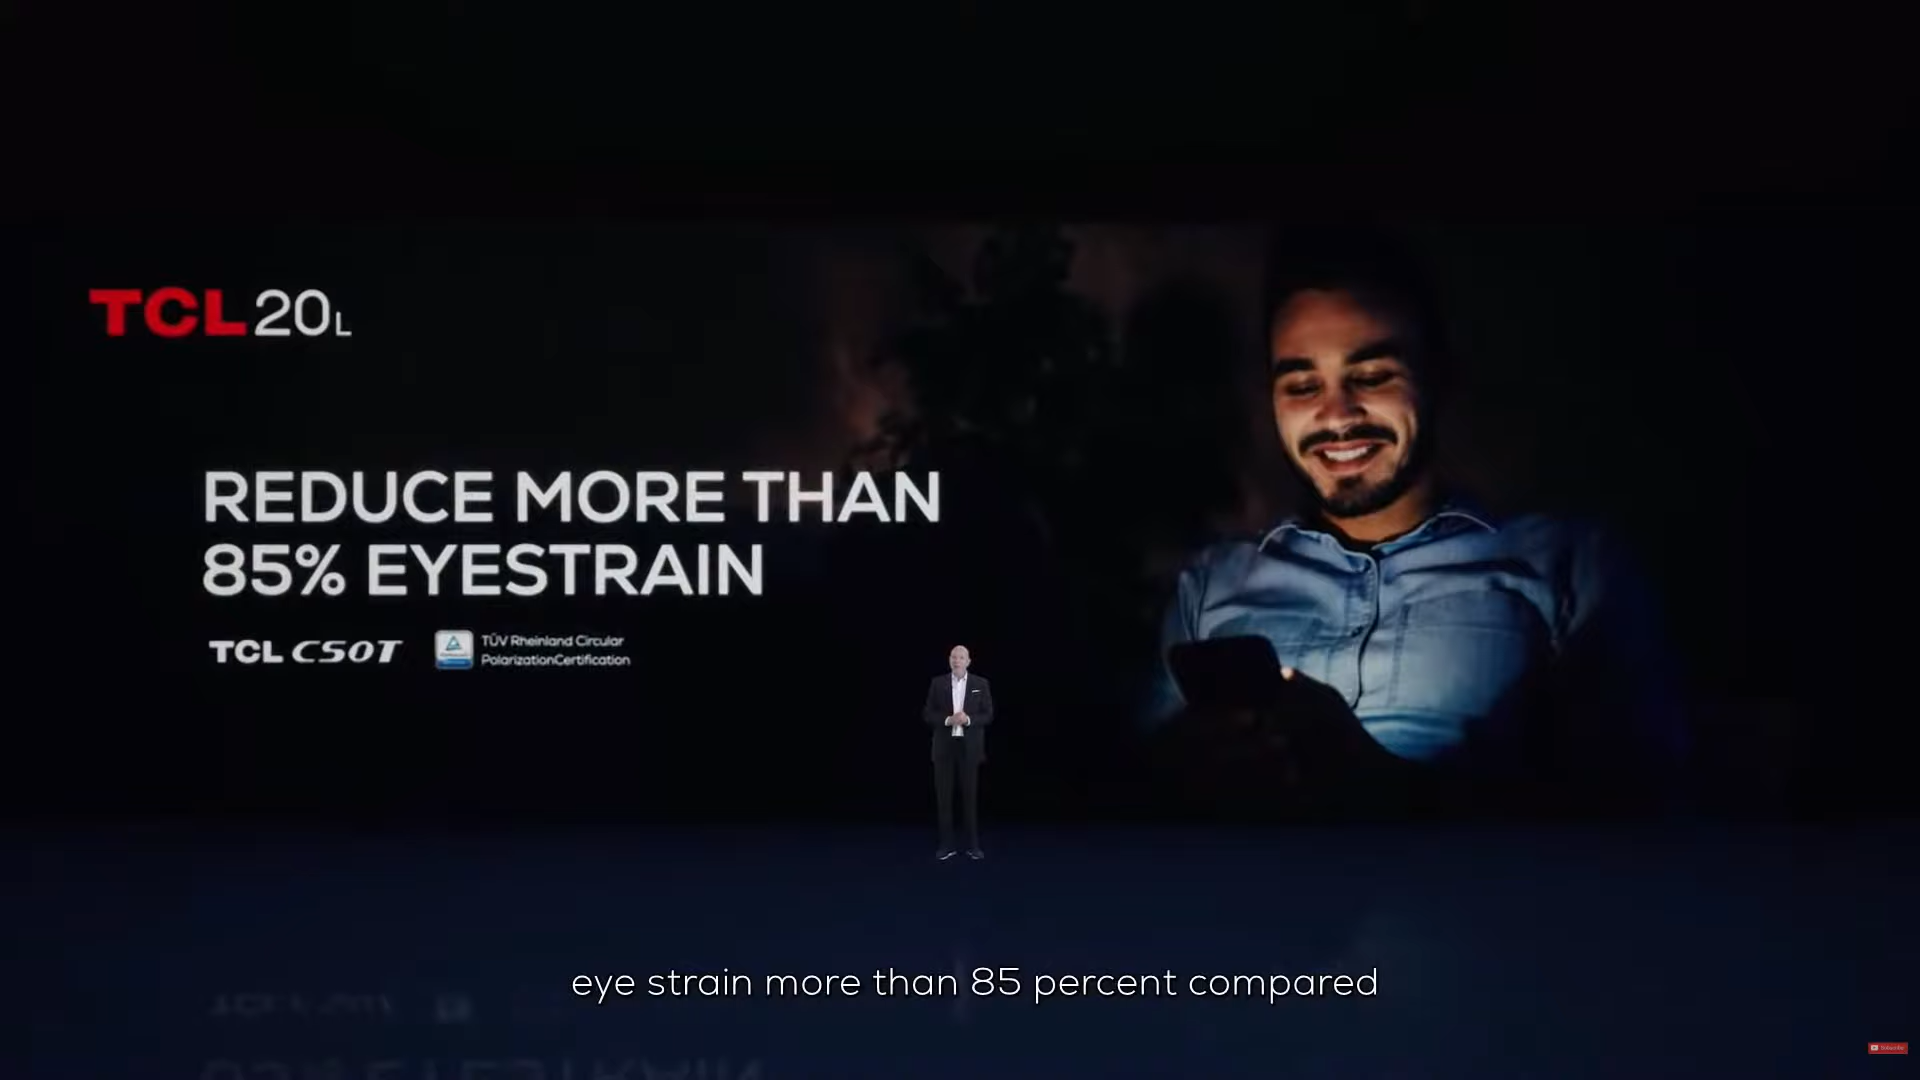 TCL 20L
REDUCE MORE THAN
85% EYESTRAIN
TCL CSOT
TÜV Rheinland Circular
PolarizationCertification
eye strain more than 85 percent compared
Subscribe